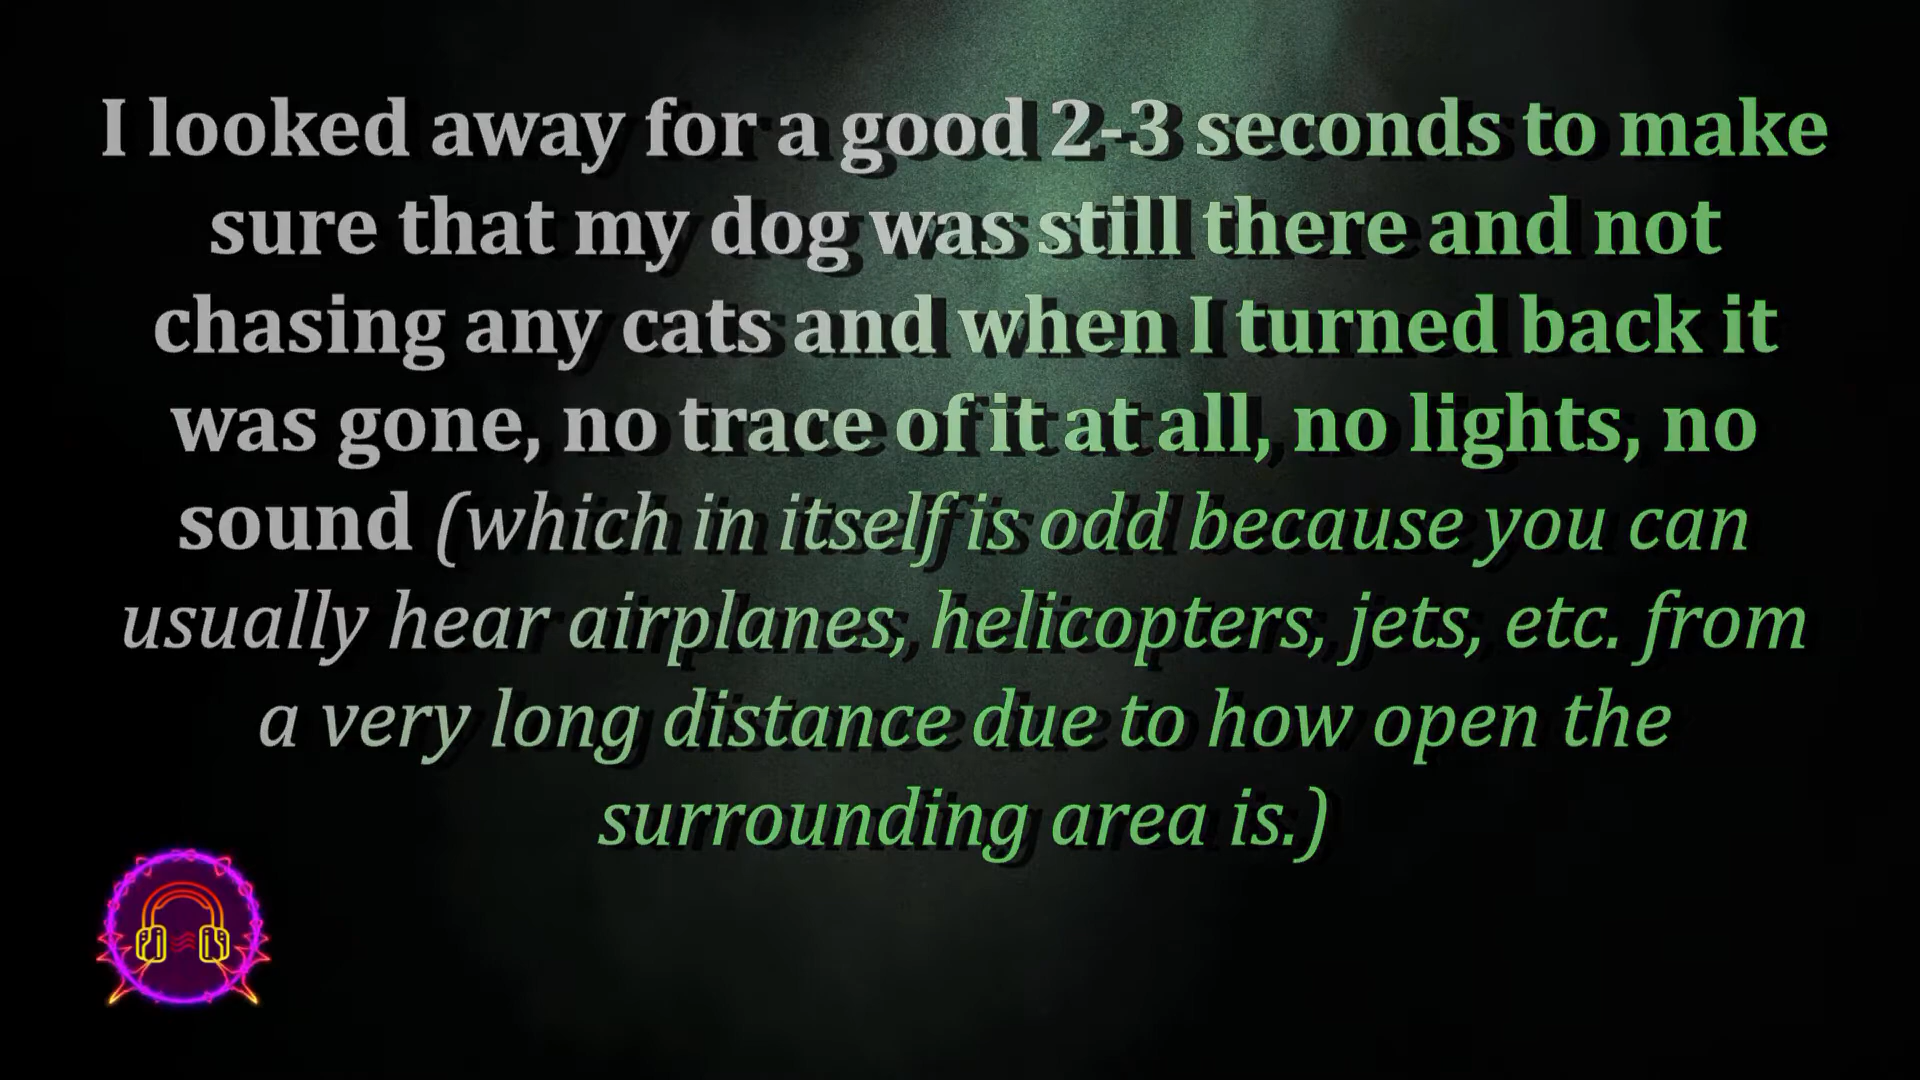 I looked away for a good 2-3 seconds to make
sure that my dog was still there and not
chasing any cats and when I turned back it
was gone, no trace of it at all, no lights, no
sound (which in itself is odd because you can
usually hear airplanes, helicopters, jets, etc. from
a very long distance due to how open the
surrounding area is.)